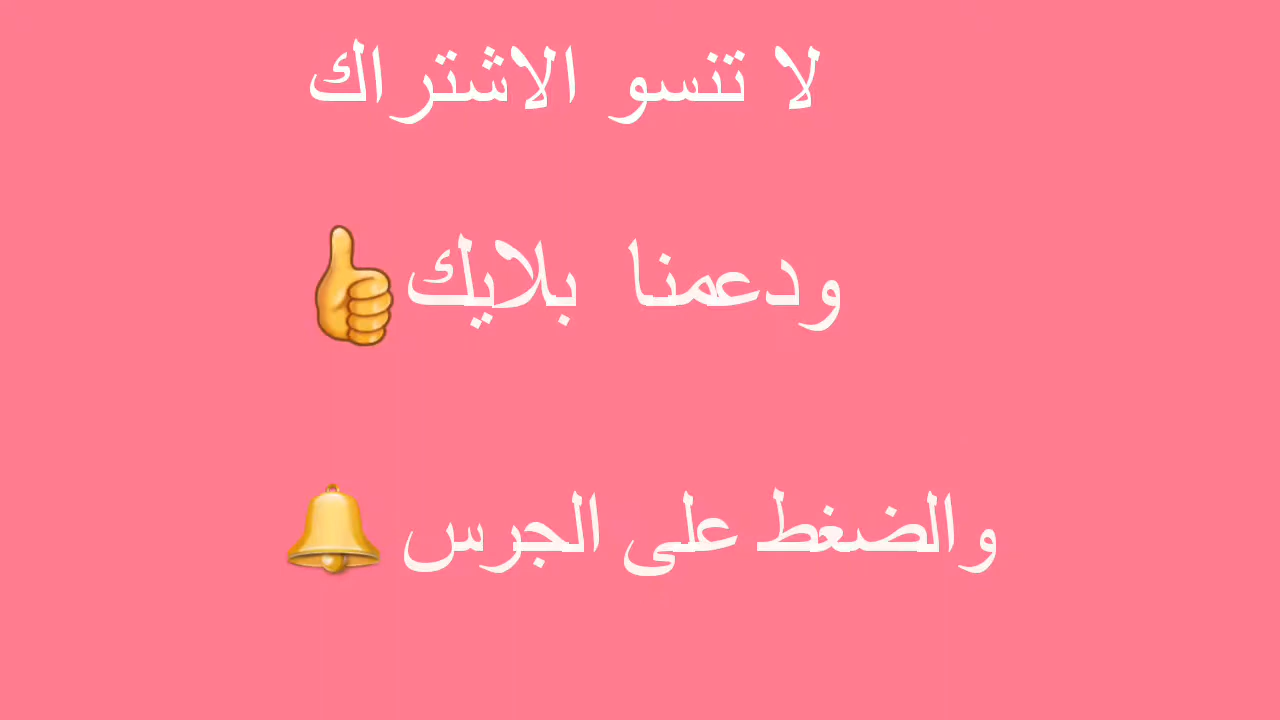 لا تنسو الاشتراك
ودعمنا بلايك👍
والضغط على الجرس 🔔